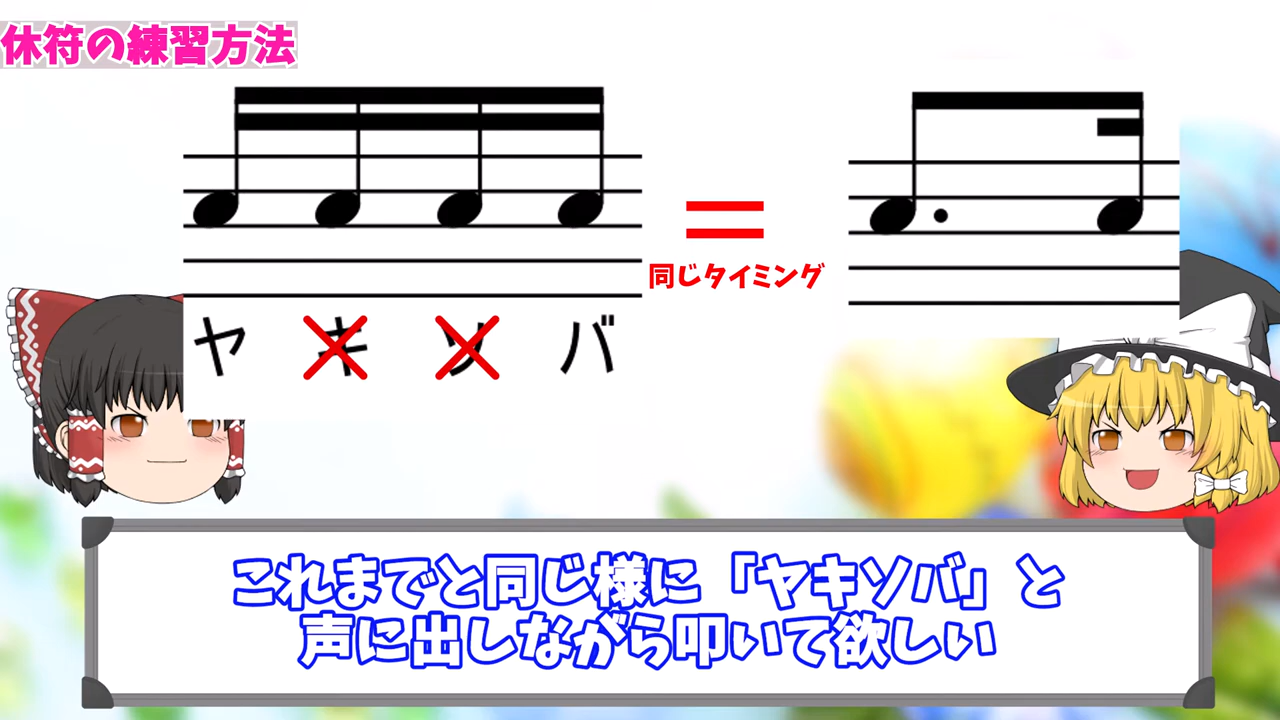 休符の練習方法
同じタイミング
ヤ キ ソ バ
これまでと同じ様に「ヤキソバ」と
声に出しながら叩いて欲しい